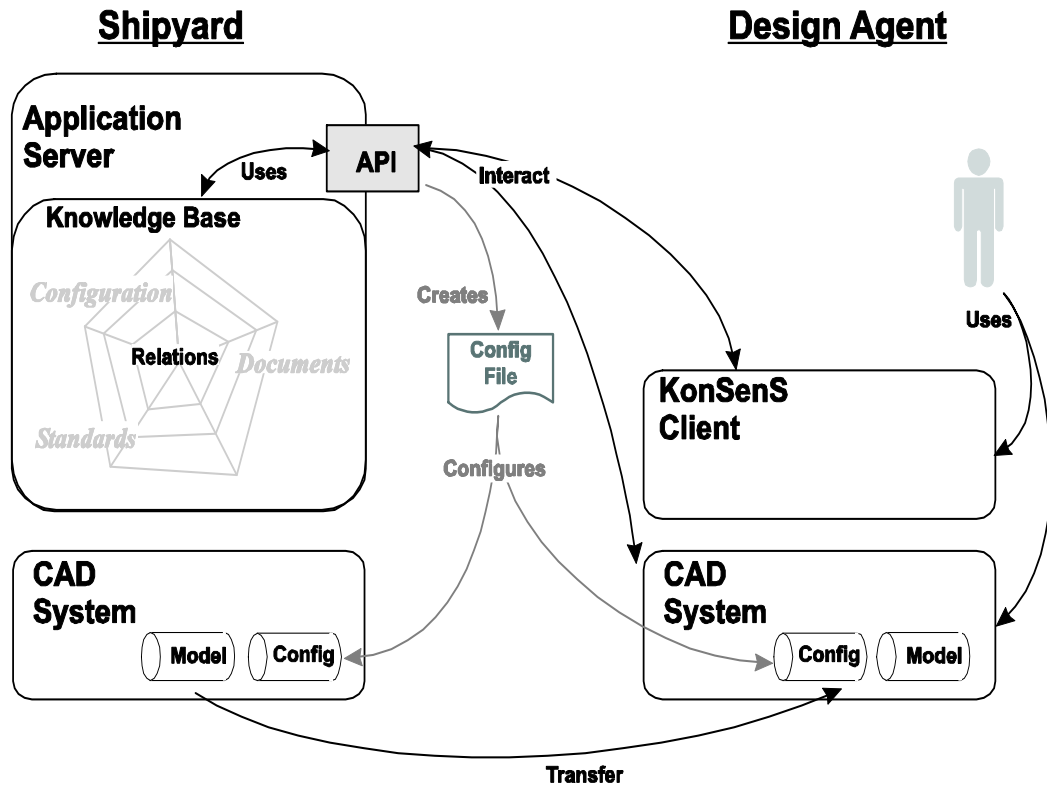 Shipyard
Design Agent
Application
Server
API
Uses
Interact
Knowledge Base
Configuration
Creates
Uses
Relations
Documents
Config
File
KonSenS
Client
Standards
Configures
CAD
System
Model
Config
CAD
System
Config
Model
Transfer